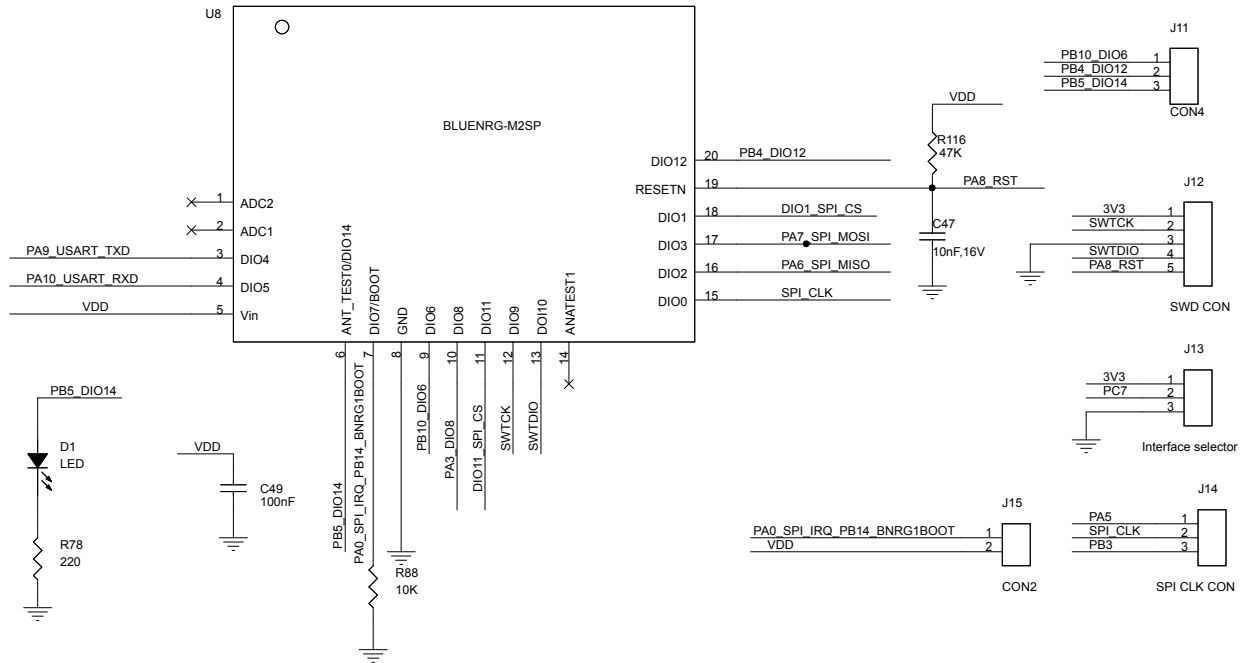 U8
BLUENRG-M2SP
1 ADC2
2 ADC1
PA9_USART_TXD 3 DIO4
PA10_USART_RXD 4 DIO5
VDD 5 Vin
DIO12 20 PB4_DIO12
RESETN 19 PA8_RST
DIO1 18 DIO1_SPI_CS
DIO3 17 PA7_SPI_MOSI
DIO2 16 PA6_SPI_MISO
DIO0 15 SPI_CLK
ANT_TEST0/DIO14 6 PB5_DIO14
DIO7/BOOT 7 PA0_SPI_IRQ_PB14_BNRG1BOOT
GND 8
DIO6 9 PB10_DIO6
DIO8 10 PA3_DIO8
DIO11 11 DIO11_SPI_CS
DIO9 12 SWTCK
DOI10 13 SWTDIO
ANATEST1 14
VDD
R116
47K
C47
10nF,16V
PB5_DIO14
D1
LED
R78
220
VDD
C49
100nF
R88
10K
J11
PB10_DIO6 1
PB4_DIO12 2
PB5_DIO14 3
CON4
J12
3V3 1
SWTCK 2
3
SWTDIO 4
PA8_RST 5
SWD CON
J13
3V3 1
PC7 2
3
Interface selector
J15
PA0_SPI_IRQ_PB14_BNRG1BOOT 1
VDD 2
CON2
J14
PA5 1
SPI_CLK 2
PB3 3
SPI CLK CON